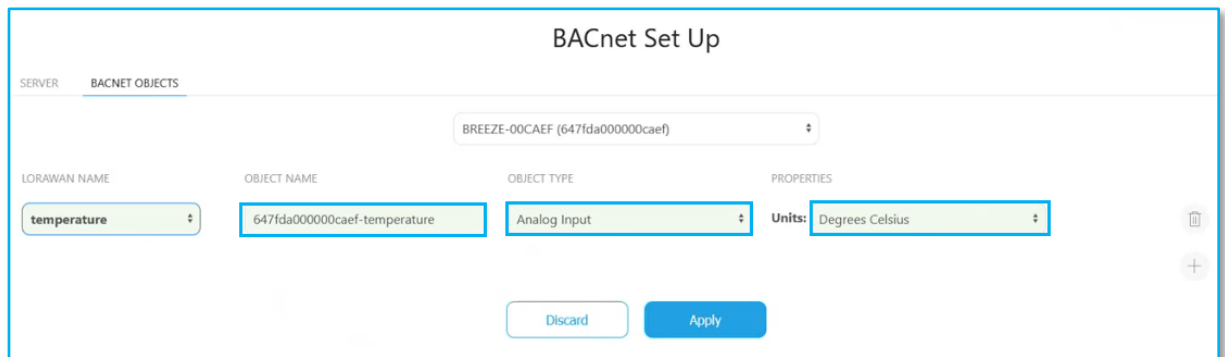 BACnet Set Up
SERVER BACNET OBJECTS
BREEZE-00CAEF (647fda000000caef)
LORAWAN NAME OBJECT NAME OBJECT TYPE PROPERTIES
temperature 647fda000000caef-temperature Analog Input Units: Degrees Celsius
Discard Apply